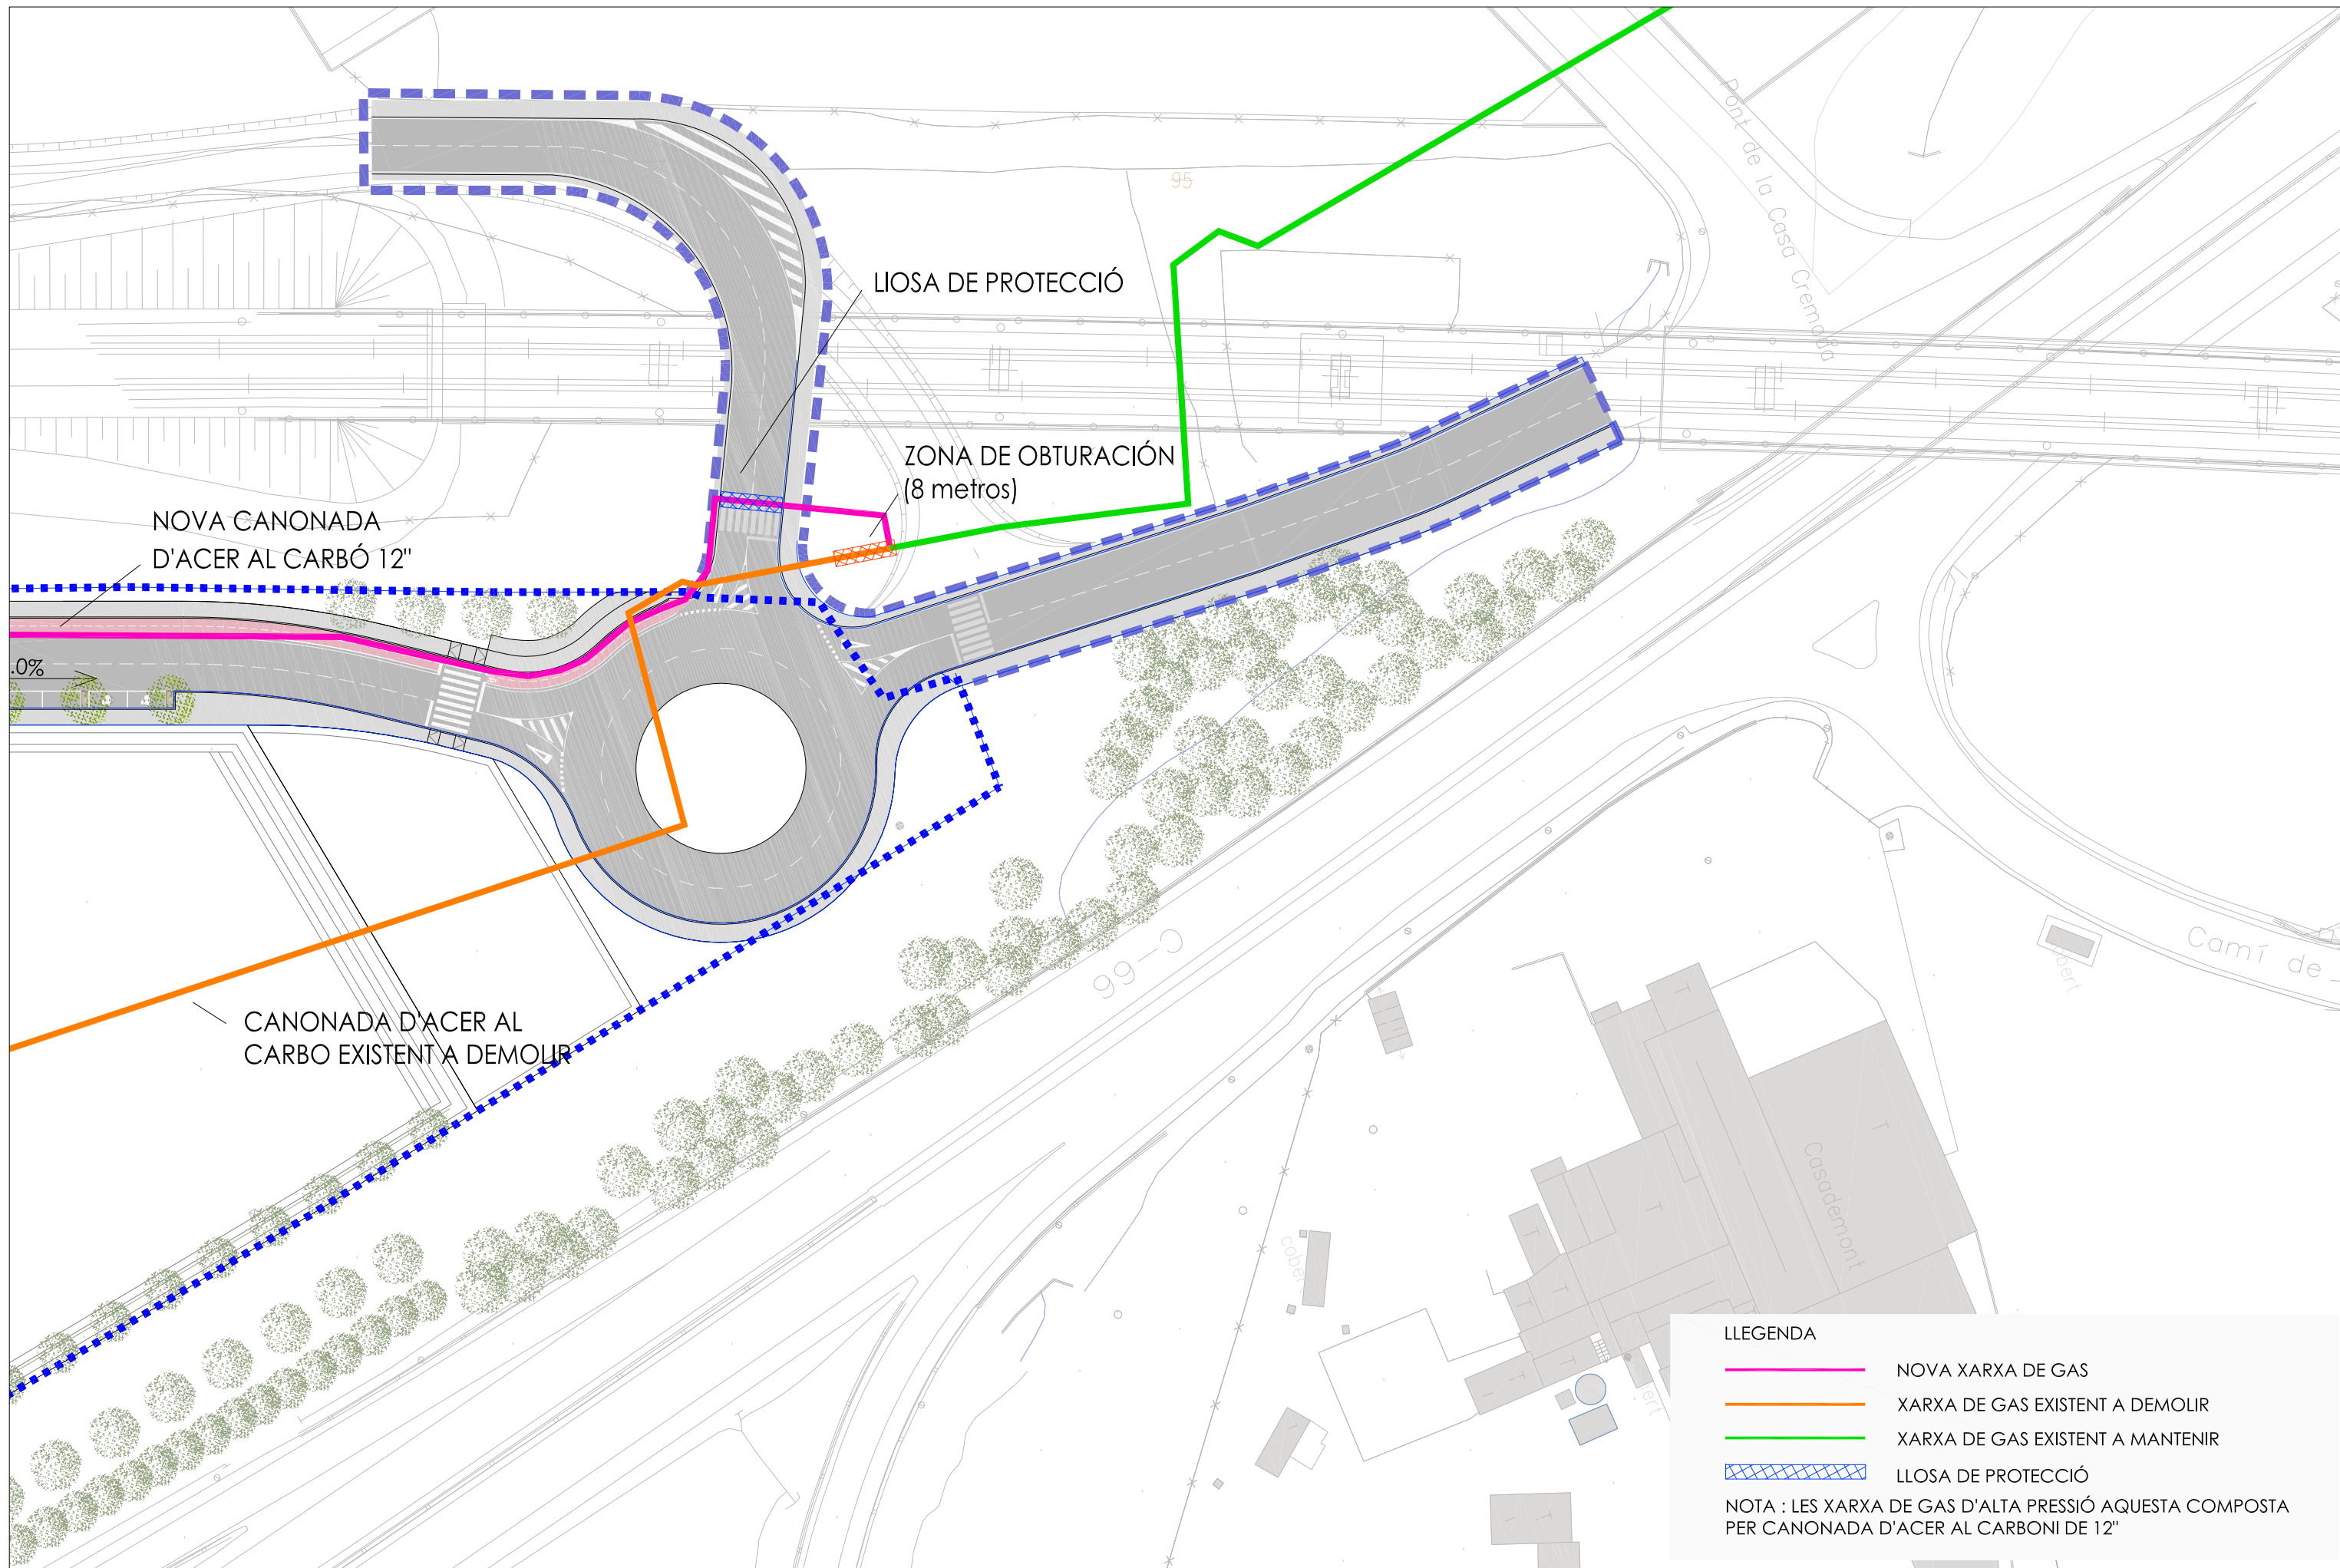 Pont de la Casa Cremada
95
LIOSA DE PROTECCIÓ
ZONA DE OBTURACIÓN
(8 metros)
NOVA CANONADA
D'ACER AL CARBÓ 12"
.0%
CANONADA D'ACER AL
CARBO EXISTENT A DEMOLIR
C-66
Camí de
Casademont
LLEGENDA
NOVA XARXA DE GAS
XARXA DE GAS EXISTENT A DEMOLIR
XARXA DE GAS EXISTENT A MANTENIR
LLOSA DE PROTECCIÓ
NOTA : LES XARXA DE GAS D'ALTA PRESSIÓ AQUESTA COMPOSTA
PER CANONADA D'ACER AL CARBONI DE 12"